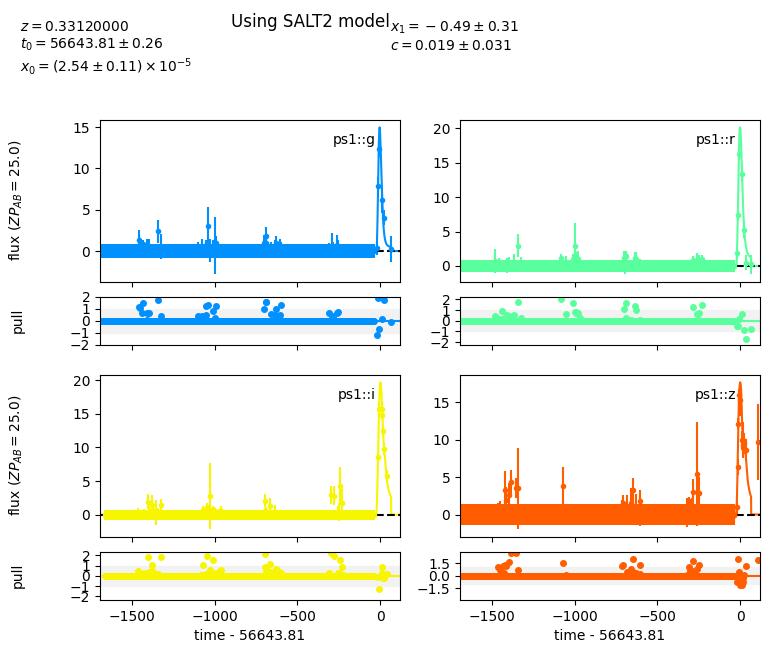 Using SALT2 model
z = 0.33120000
t₀ = 56643.81 ± 0.26
x₀ = (2.54 ± 0.11) × 10⁻⁵
x₁ = −0.49 ± 0.31
c = 0.019 ± 0.031
flux (ZP_AB = 25.0)
15
10
5
0
ps1::g
20
15
10
5
0
ps1::r
pull
2
1
0
−1
−2
2
1
0
−1
−2
flux (ZP_AB = 25.0)
20
15
10
5
0
ps1::i
15
10
5
0
ps1::z
pull
2
1
0
−1
−2
1.5
0.0
−1.5
−1500 −1000 −500 0
time - 56643.81
−1500 −1000 −500 0
time - 56643.81